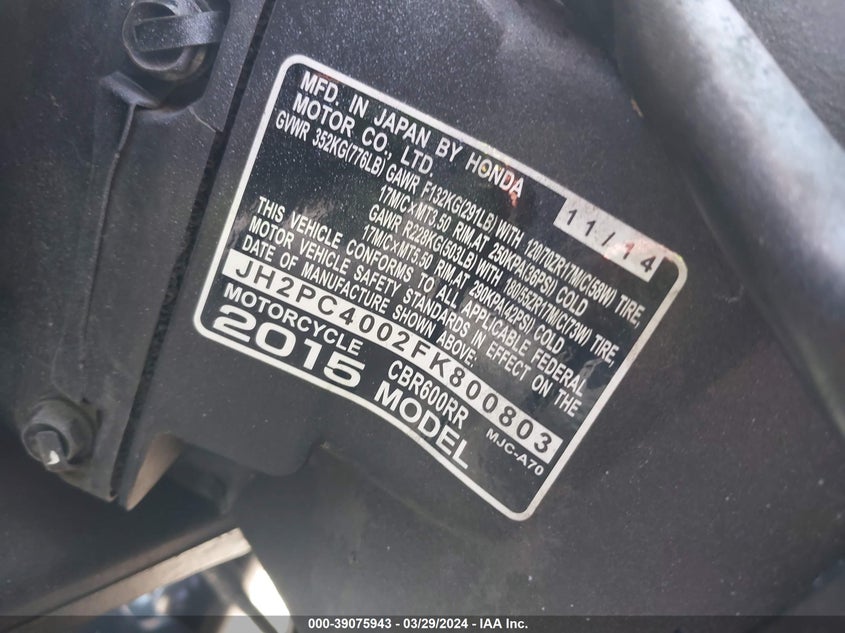 MFD. IN JAPAN BY HONDA
MOTOR CO., LTD.
11/14
GVWR 352KG(776LB) GAWR F132KG(291LB) WITH 120/70ZR17M/C(58W) TIRE,
17M/C×MT3.50 RIM,AT 250KPA(36PSI) COLD
GAWR R228KG(603LB) WITH 180/55ZR17M/C(73W) TIRE,
17M/C×MT5.50 RIM,AT 290KPA(42PSI) COLD
THIS VEHICLE CONFORMS TO ALL APPLICABLE FEDERAL
MOTOR VEHICLE SAFETY STANDARDS IN EFFECT ON THE
DATE OF MANUFACTURE SHOWN ABOVE.
JH2PC4002FK800803
MOTORCYCLE CBR600RR MJC-A70
2015 MODEL
000-39075943 - 03/29/2024 - IAA Inc.